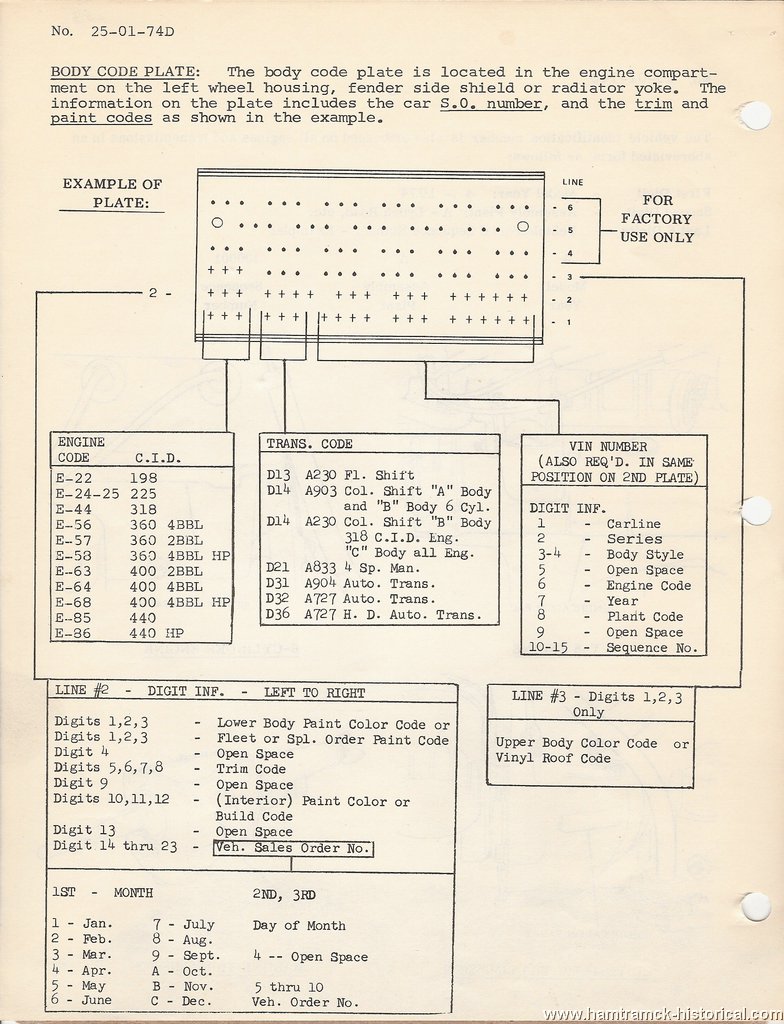 No. 25-01-74D
BODY CODE PLATE: The body code plate is located in the engine compart-
ment on the left wheel housing, fender side shield or radiator yoke. The
information on the plate includes the car S.O. number, and the trim and
paint codes as shown in the example.
EXAMPLE OF
PLATE:
LINE
- 6
- 5
- 4
- 3
- 2
- 1
FOR
FACTORY
USE ONLY
2 -
ENGINE
CODE C.I.D.
E-22 198
E-24-25 225
E-44 318
E-56 360 4BBL
E-57 360 2BBL
E-58 360 4BBL HP
E-63 400 2BBL
E-64 400 4BBL
E-68 400 4BBL HP
E-85 440
E-86 440 HP
TRANS. CODE
D13 A230 Fl. Shift
D14 A903 Col. Shift "A" Body
and "B" Body 6 Cyl.
D14 A230 Col. Shift "B" Body
318 C.I.D. Eng.
"C" Body all Eng.
D21 A833 4 Sp. Man.
D31 A904 Auto. Trans.
D32 A727 Auto. Trans.
D36 A727 H. D. Auto. Trans.
VIN NUMBER
(ALSO REQ'D. IN SAME
POSITION ON 2ND PLATE)
DIGIT INF.
1 - Carline
2 - Series
3-4 - Body Style
5 - Open Space
6 - Engine Code
7 - Year
8 - Plant Code
9 - Open Space
10-15 - Sequence No.
LINE #2 - DIGIT INF. - LEFT TO RIGHT
Digits 1,2,3 - Lower Body Paint Color Code or
Digits 1,2,3 - Fleet or Spl. Order Paint Code
Digit 4 - Open Space
Digits 5,6,7,8 - Trim Code
Digit 9 - Open Space
Digits 10,11,12 - (Interior) Paint Color or
Build Code
Digit 13 - Open Space
Digit 14 thru 23 - Veh. Sales Order No.
1ST - MONTH 2ND, 3RD
1 - Jan. 7 - July Day of Month
2 - Feb. 8 - Aug.
3 - Mar. 9 - Sept. 4 -- Open Space
4 - Apr. A - Oct.
5 - May B - Nov. 5 thru 10
6 - June C - Dec. Veh. Order No.
LINE #3 - Digits 1,2,3
Only
Upper Body Color Code or
Vinyl Roof Code
www.hamtramck-historical.com